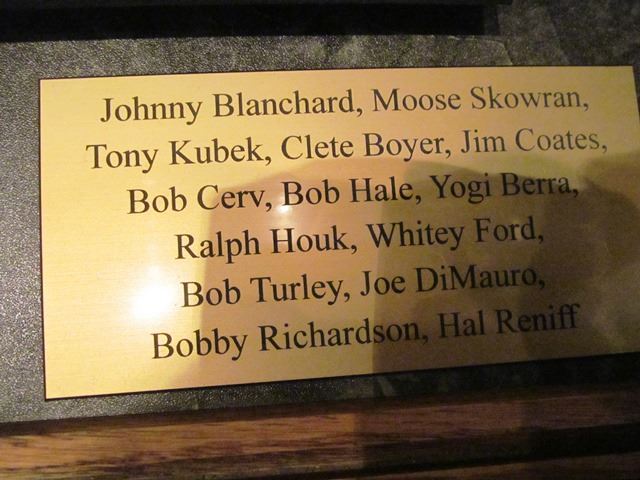 Johnny Blanchard, Moose Skowran,
Tony Kubek, Clete Boyer, Jim Coates,
Bob Cerv, Bob Hale, Yogi Berra,
Ralph Houk, Whitey Ford,
Bob Turley, Joe DiMauro,
Bobby Richardson, Hal Reniff